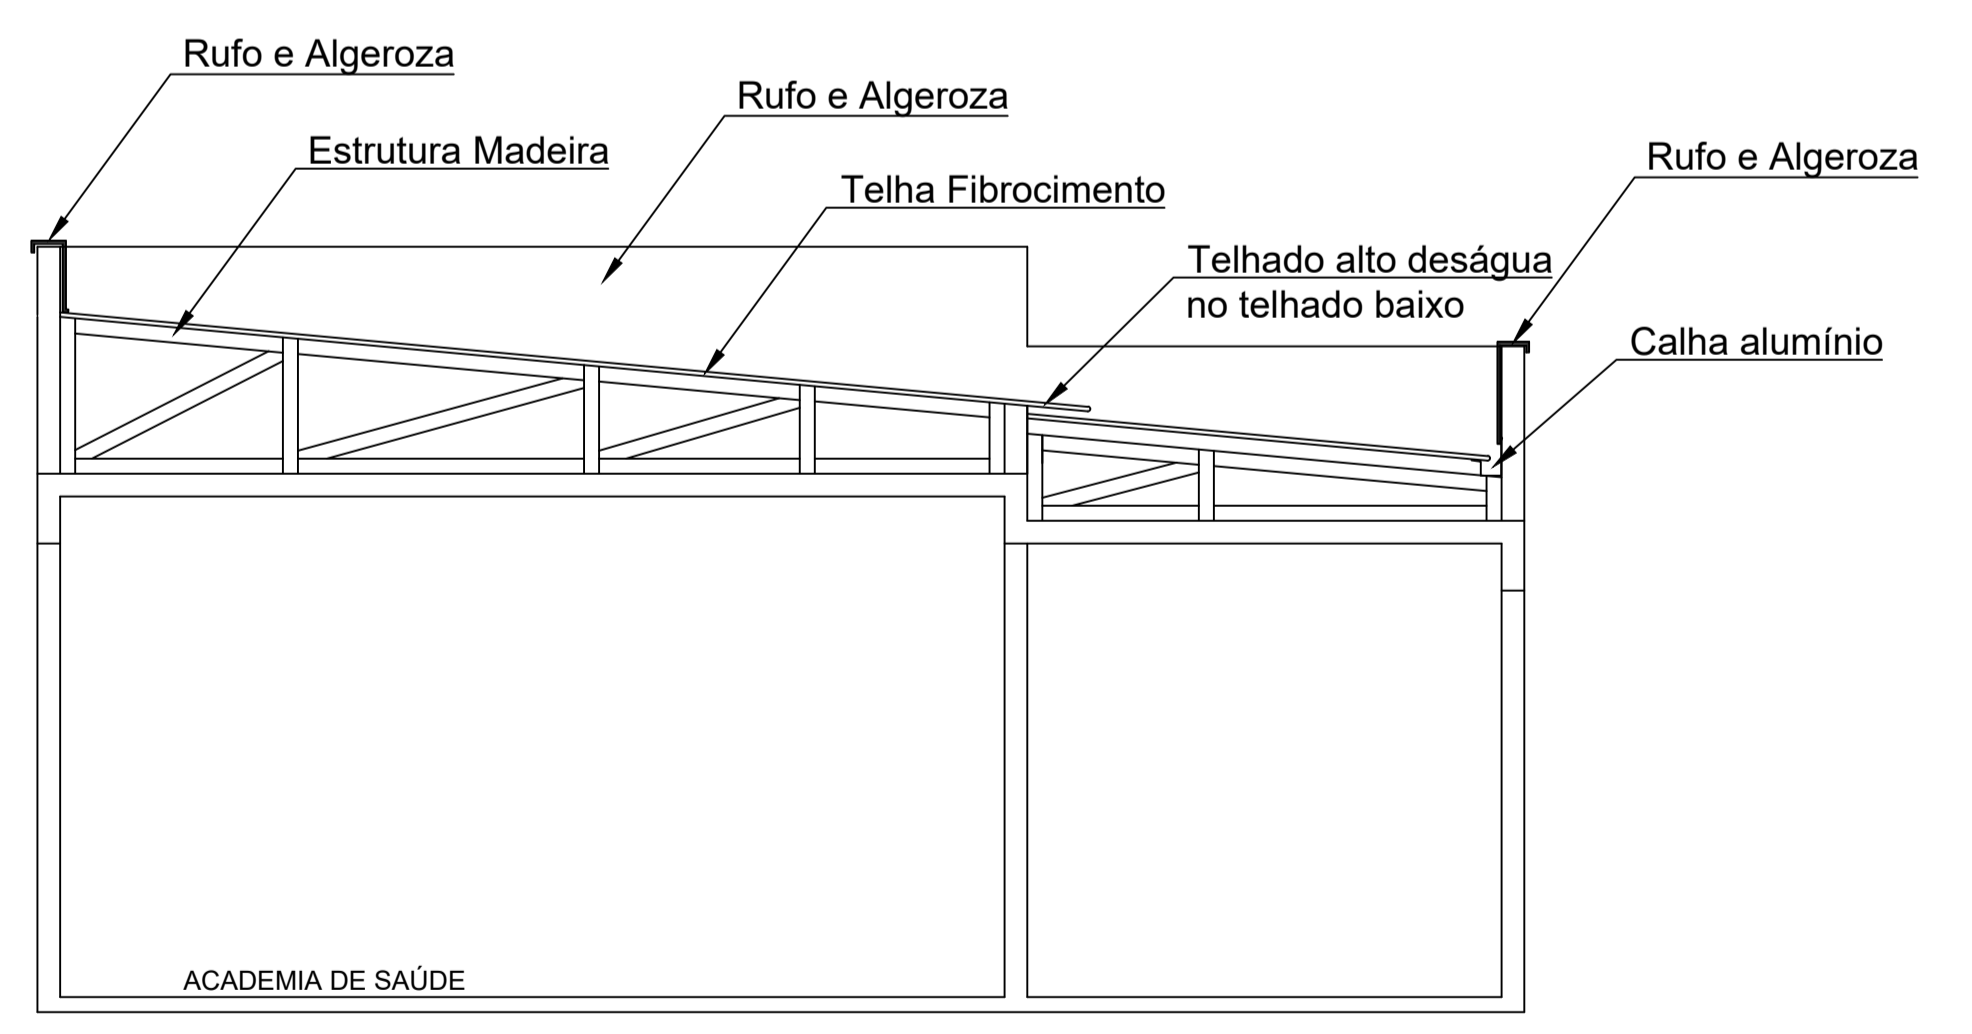 Rufo e Algeroza
Rufo e Algeroza
Estrutura Madeira
Rufo e Algeroza
Telha Fibrocimento
Telhado alto deságua
no telhado baixo
Calha alumínio
ACADEMIA DE SAÚDE